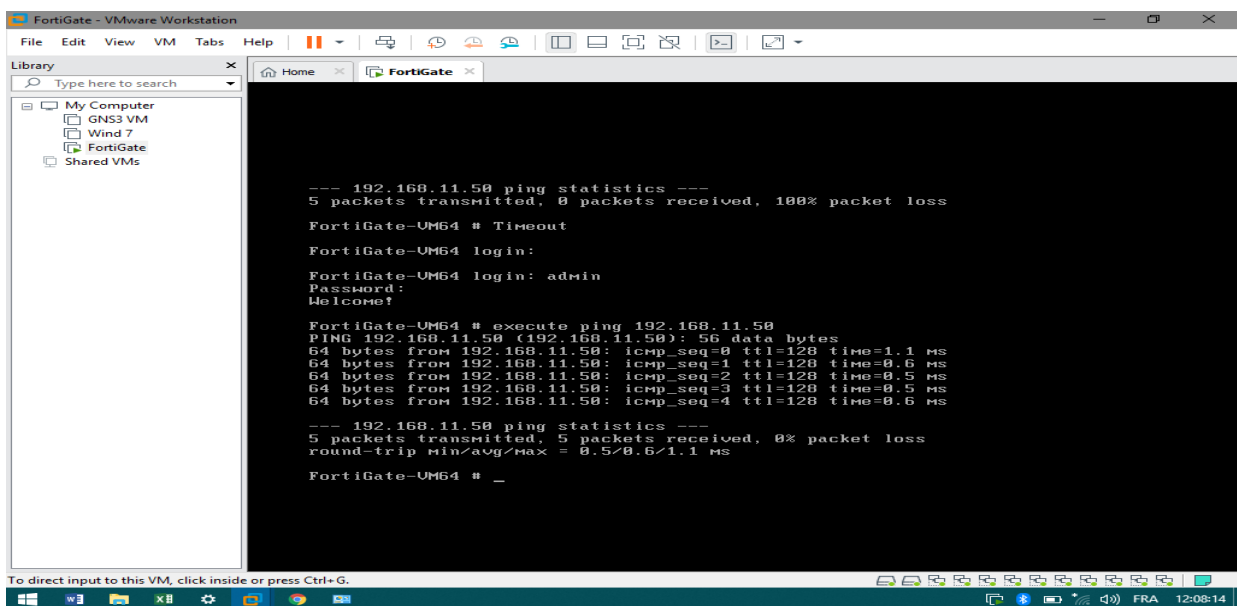 FortiGate - VMware Workstation
File Edit View VM Tabs Help
Library
Type here to search
My Computer
GNS3 VM
Wind 7
FortiGate
Shared VMs
Home
FortiGate
--- 192.168.11.50 ping statistics ---
5 packets transmitted, 0 packets received, 100% packet loss
FortiGate-VM64 # Timeout
FortiGate-VM64 login:
FortiGate-VM64 login: admin
Password:
Welcome!
FortiGate-VM64 # execute ping 192.168.11.50
PING 192.168.11.50 (192.168.11.50): 56 data bytes
64 bytes from 192.168.11.50: icmp_seq=0 ttl=128 time=1.1 ms
64 bytes from 192.168.11.50: icmp_seq=1 ttl=128 time=0.6 ms
64 bytes from 192.168.11.50: icmp_seq=2 ttl=128 time=0.5 ms
64 bytes from 192.168.11.50: icmp_seq=3 ttl=128 time=0.5 ms
64 bytes from 192.168.11.50: icmp_seq=4 ttl=128 time=0.6 ms
--- 192.168.11.50 ping statistics ---
5 packets transmitted, 5 packets received, 0% packet loss
round-trip min/avg/max = 0.5/0.6/1.1 ms
FortiGate-VM64 # _
To direct input to this VM, click inside or press Ctrl+G.
FRA 12:08:14